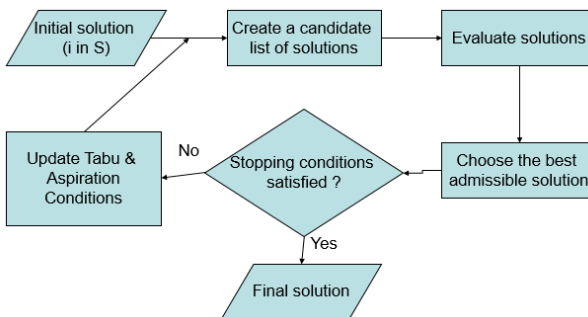 Initial solution
(i in S)
Create a candidate
list of solutions
Evaluate solutions
Choose the best
admissible solution
Stopping conditions
satisfied ?
No
Update Tabu &
Aspiration
Conditions
Yes
Final solution